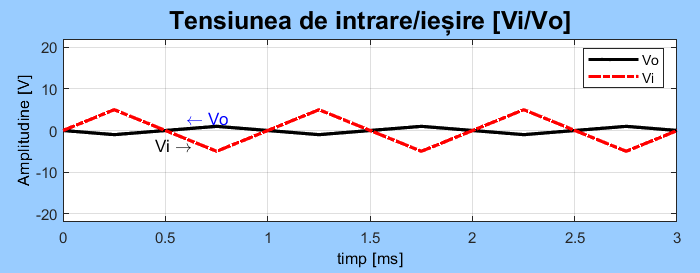 Tensiunea de intrare/ieșire [Vi/Vo]
Amplitudine [V]
20
10
0
-10
-20
← Vo
Vi →
Vo
Vi
0
0.5
1
1.5
2
2.5
3
timp [ms]